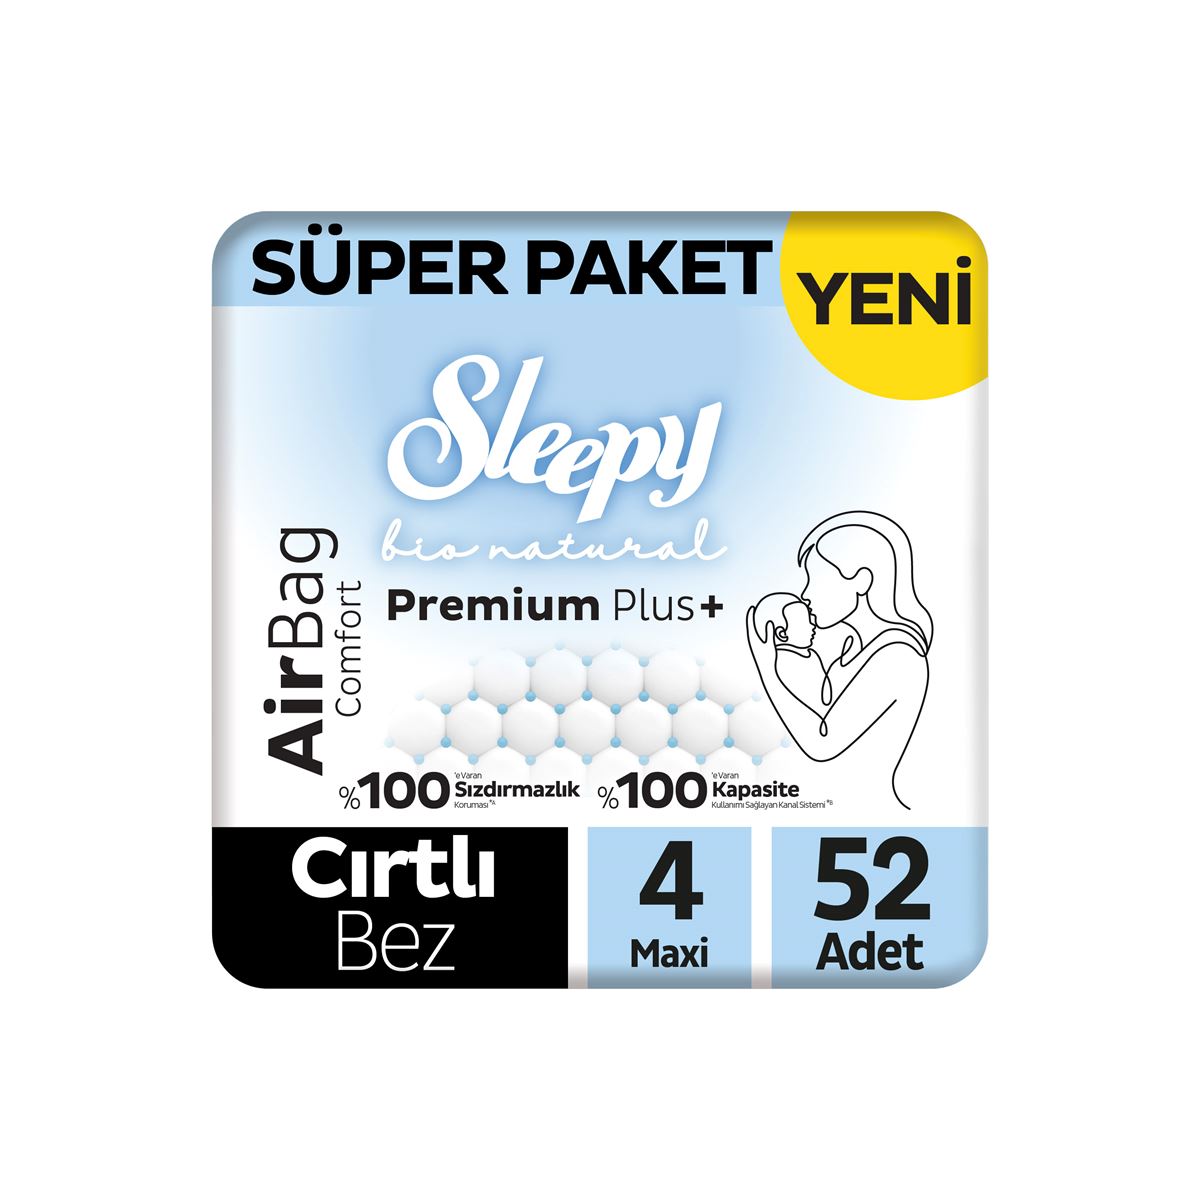 SÜPER PAKET
YENİ
Sleepy
bio natural
Premium Plus+
AirBag
Comfort
%100 'e Varan
Sızdırmazlık
Koruması *A
%100 'e Varan
Kapasite
Kullanımı Sağlayan Kanal Sistemi *B
Cırtlı
Bez
4
Maxi
52
Adet